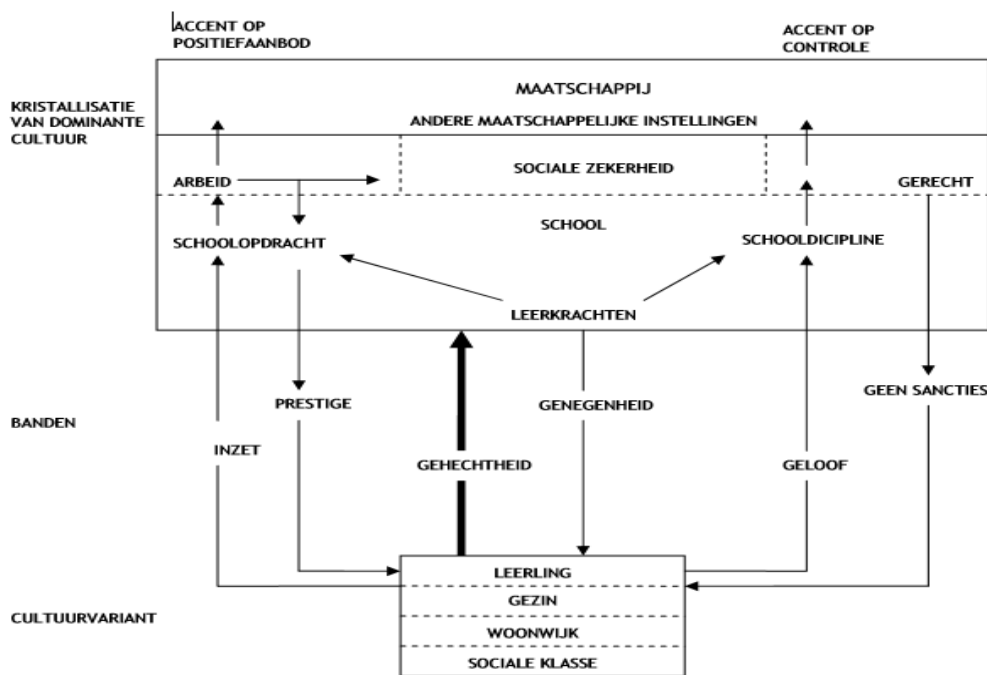 ACCENT OP
POSITIEFAANBOD
ACCENT OP
CONTROLE
KRISTALLISATIE
VAN DOMINANTE
CULTUUR
MAATSCHAPPIJ
ANDERE MAATSCHAPPELIJKE INSTELLINGEN
ARBEID
SOCIALE ZEKERHEID
GERECHT
SCHOOL
SCHOOLOPDRACHT
SCHOOLDICIPLINE
LEERKRACHTEN
BANDEN
PRESTIGE
GENEGENHEID
GEEN SANCTIES
INZET
GEHECHTHEID
GELOOF
CULTUURVARIANT
LEERLING
GEZIN
WOONWIJK
SOCIALE KLASSE